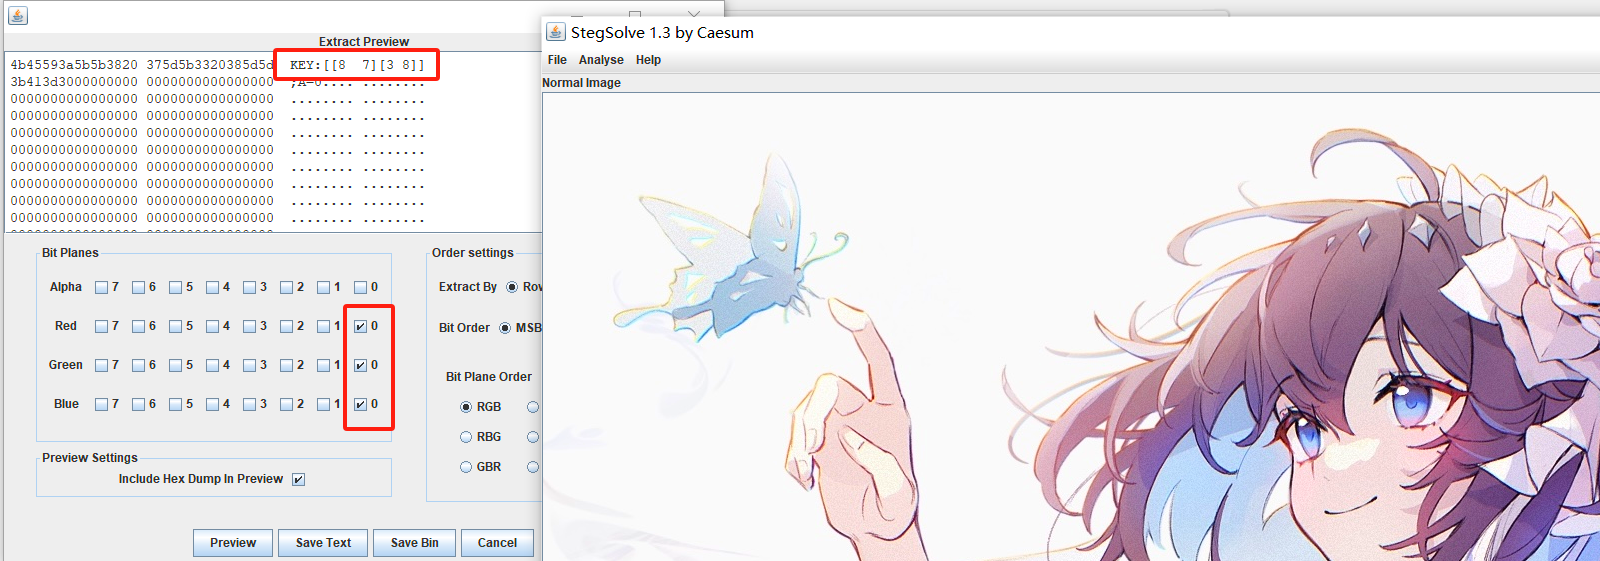 Extract Preview
4b45593a5b5b3820 375d5b3320385d5d KEY:[[8 7][3 8]]
3b413d3000000000 0000000000000000 ;A=0.... ........
0000000000000000 0000000000000000 ........ ........
0000000000000000 0000000000000000 ........ ........
0000000000000000 0000000000000000 ........ ........
0000000000000000 0000000000000000 ........ ........
0000000000000000 0000000000000000 ........ ........
0000000000000000 0000000000000000 ........ ........
0000000000000000 0000000000000000 ........ ........
0000000000000000 0000000000000000 ........ ........
Bit Planes
Alpha 7 6 5 4 3 2 1 0
Red 7 6 5 4 3 2 1 0
Green 7 6 5 4 3 2 1 0
Blue 7 6 5 4 3 2 1 0
Preview Settings
Include Hex Dump In Preview
Order settings
Extract By Row
Bit Order MSB
Bit Plane Order
RGB
RBG
GBR
Preview Save Text Save Bin Cancel
StegSolve 1.3 by Caesum
File Analyse Help
Normal Image